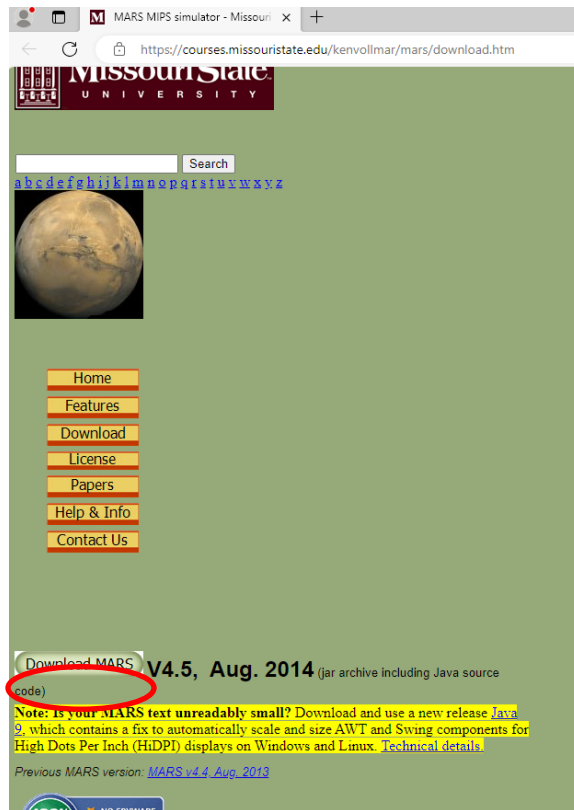 MARS MIPS simulator - Missouri
https://courses.missouristate.edu/kenvollmar/mars/download.htm
Missouri State
UNIVERSITY
Search
a b c d e f g h i j k l m n o p q r s t u v w x y z
Home
Features
Download
License
Papers
Help & Info
Contact Us
Download MARS V4.5, Aug. 2014 (jar archive including Java source
code)
Note: Is your MARS text unreadably small? Download and use a new release Java
9, which contains a fix to automatically scale and size AWT and Swing components for
High Dots Per Inch (HiDPI) displays on Windows and Linux. Technical details.
Previous MARS version: MARS v4.4, Aug. 2013